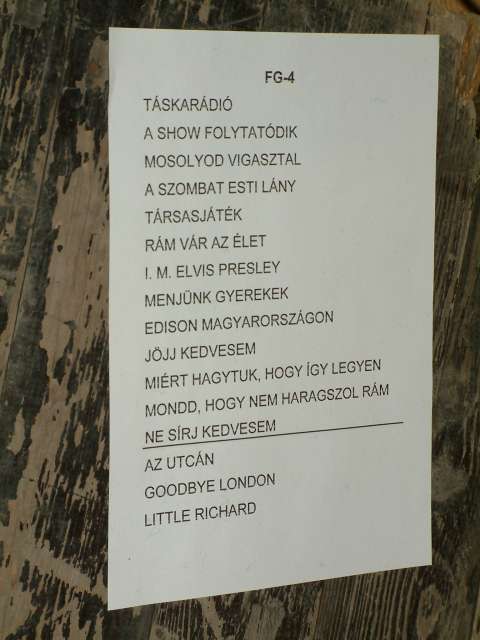 FG-4
TÁSKARÁDIÓ
A SHOW FOLYTATÓDIK
MOSOLYOD VIGASZTAL
A SZOMBAT ESTI LÁNY
TÁRSASJÁTÉK
RÁM VÁR AZ ÉLET
I. M. ELVIS PRESLEY
MENJÜNK GYEREKEK
EDISON MAGYARORSZÁGON
JÖJJ KEDVESEM
MIÉRT HAGYTUK, HOGY ÍGY LEGYEN
MONDD, HOGY NEM HARAGSZOL RÁM
NE SÍRJ KEDVESEM
AZ UTCÁN
GOODBYE LONDON
LITTLE RICHARD